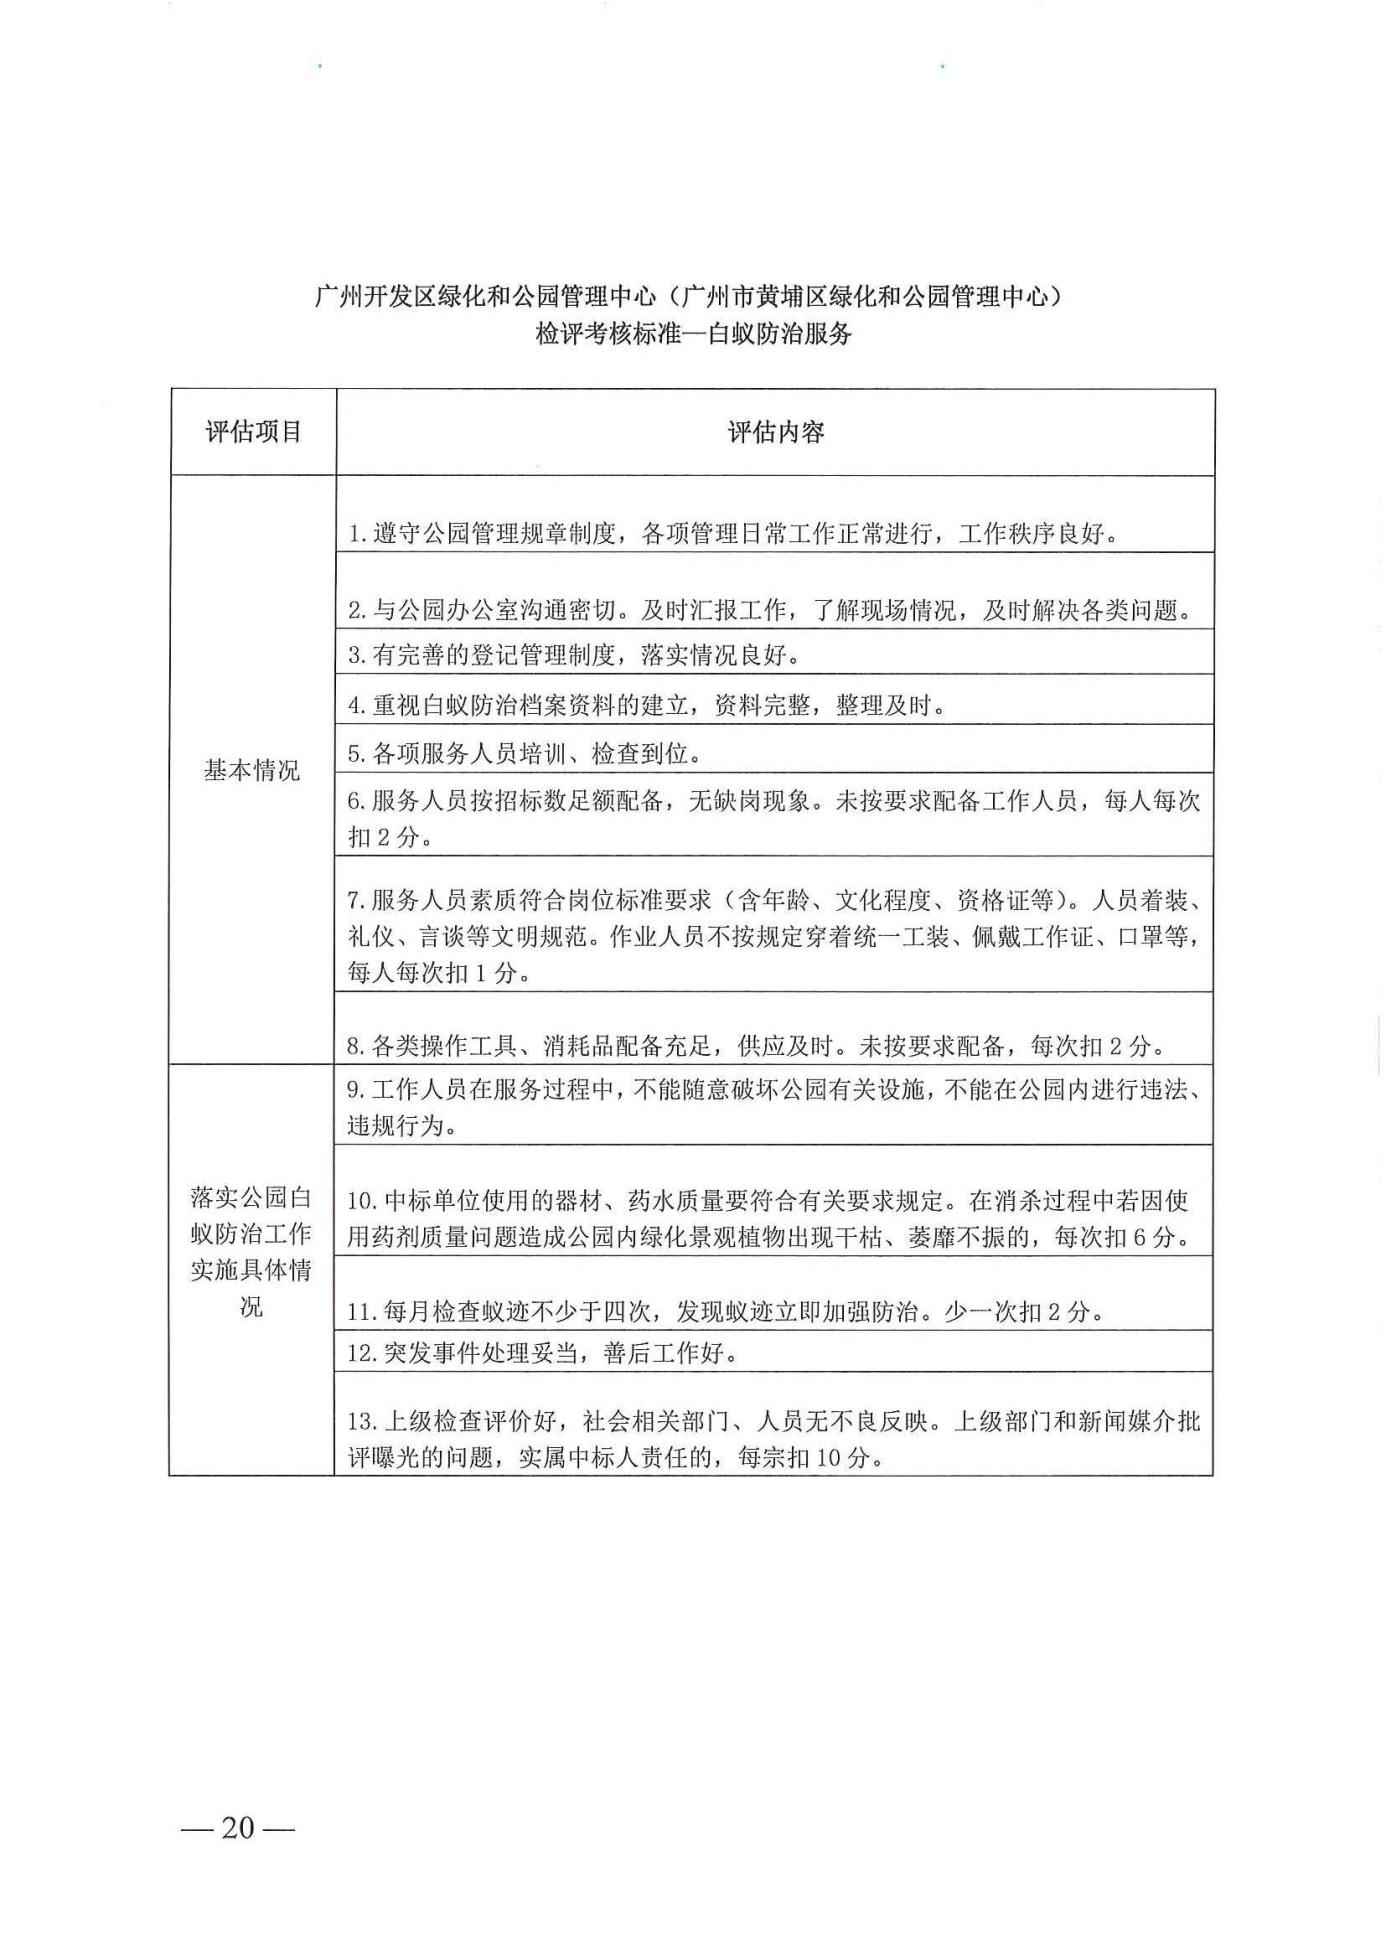 广州开发区绿化和公园管理中心（广州市黄埔区绿化和公园管理中心）
检评考核标准—白蚁防治服务
评估项目
评估内容
基本情况
1.遵守公园管理规章制度，各项管理日常工作正常进行，工作秩序良好。
2.与公园办公室沟通密切。及时汇报工作，了解现场情况，及时解决各类问题。
3.有完善的登记管理制度，落实情况良好。
4.重视白蚁防治档案资料的建立，资料完整，整理及时。
5.各项服务人员培训、检查到位。
6.服务人员按招标数足额配备，无缺岗现象。未按要求配备工作人员，每人每次
扣2分。
7.服务人员素质符合岗位标准要求（含年龄、文化程度、资格证等）。人员着装、
礼仪、言谈等文明规范。作业人员不按规定穿着统一工装、佩戴工作证、口罩等，
每人每次扣1分。
8.各类操作工具、消耗品配备充足，供应及时。未按要求配备，每次扣2分。
落实公园白
蚁防治工作
实施具体情
况
9.工作人员在服务过程中，不能随意破坏公园有关设施，不能在公园内进行违法、
违规行为。
10.中标单位使用的器材、药水质量要符合有关要求规定。在消杀过程中若因使
用药剂质量问题造成公园内绿化景观植物出现干枯、萎靡不振的，每次扣6分。
11.每月检查蚁迹不少于四次，发现蚁迹立即加强防治。少一次扣2分。
12.突发事件处理妥当，善后工作好。
13.上级检查评价好，社会相关部门、人员无不良反映。上级部门和新闻媒介批
评曝光的问题，实属中标人责任的，每宗扣10分。
— 20 —